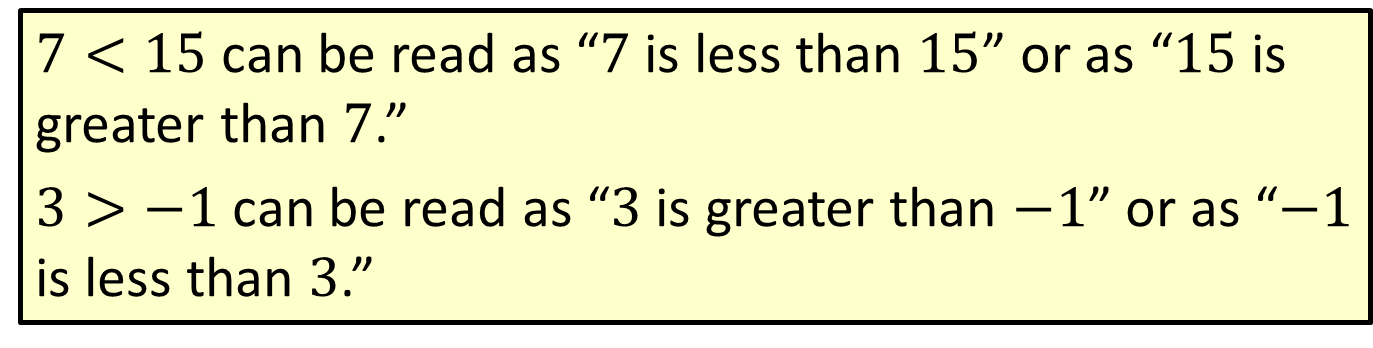 7 < 15 can be read as “7 is less than 15” or as “15 is
greater than 7.”
3 > −1 can be read as “3 is greater than −1” or as “−1
is less than 3.”